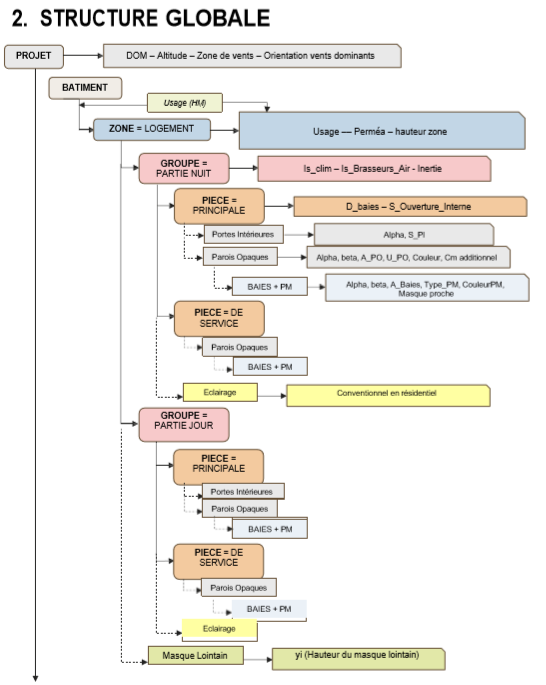 2. STRUCTURE GLOBALE
PROJET
DOM – Altitude – Zone de vents – Orientation vents dominants
BATIMENT
Usage (HM)
ZONE = LOGEMENT
Usage –– Perméa – hauteur zone
GROUPE =
PARTIE NUIT
Is_clim – Is_Brasseurs_Air - Inertie
PIECE =
PRINCIPALE
D_baies – S_Ouverture_Interne
Portes Intérieures
Alpha, S_PI
Parois Opaques
Alpha, beta, A_PO, U_PO, Couleur, Cm additionnel
BAIES + PM
Alpha, beta, A_Baies, Type_PM, CouleurPM,
Masque proche
PIECE = DE
SERVICE
Parois Opaques
BAIES + PM
Eclairage
Conventionnel en résidentiel
GROUPE =
PARTIE JOUR
PIECE =
PRINCIPALE
Portes Intérieures
Parois Opaques
BAIES + PM
PIECE = DE
SERVICE
Parois Opaques
BAIES + PM
Eclairage
Masque Lointain
yi (Hauteur du masque lointain)